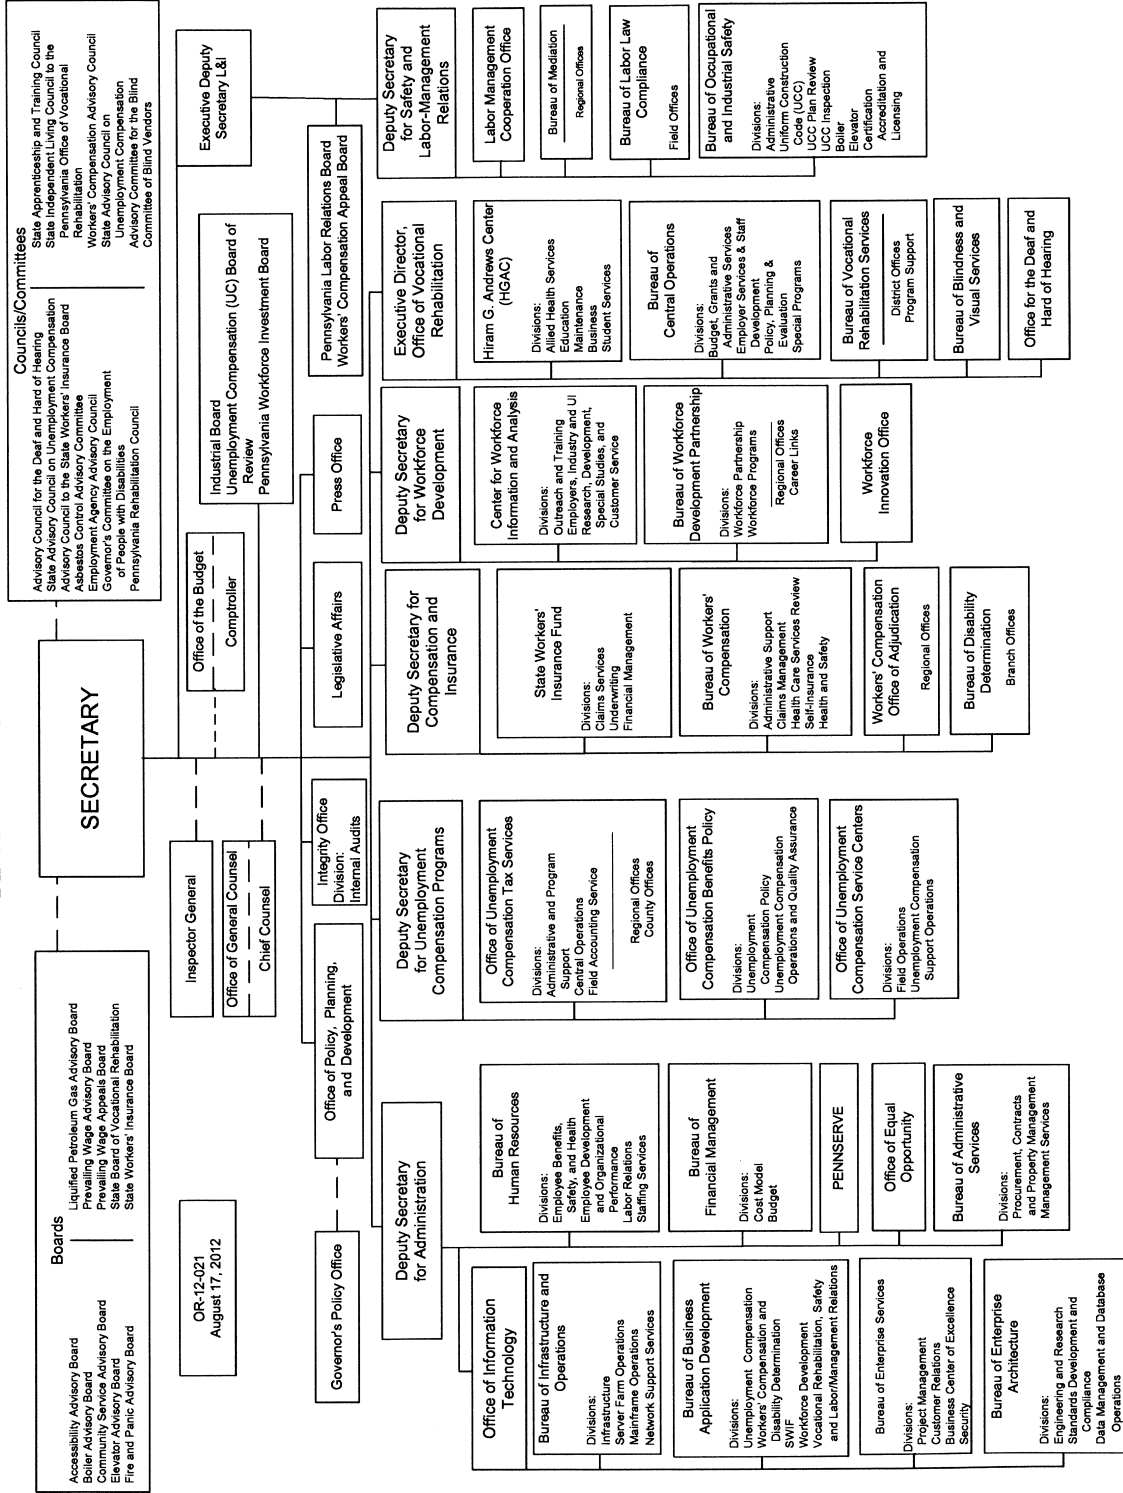 Boards
Accessibility Advisory Board
Boiler Advisory Board
Community Service Advisory Board
Elevator Advisory Board
Fire and Panic Advisory Board
Liquified Petroleum Gas Advisory Board
Prevailing Wage Advisory Board
Prevailing Wage Appeals Board
State Board of Vocational Rehabilitation
State Workers' Insurance Board
SECRETARY
Councils/Committees
Advisory Council for the Deaf and Hard of Hearing
State Advisory Council on Unemployment Compensation
Advisory Council to the State Workers' Insurance Board
Asbestos Control Advisory Committee
Employment Agency Advisory Council
Governor's Committee on the Employment
of People with Disabilities
Pennsylvania Rehabilitation Council
State Apprenticeship and Training Council
State Independent Living Council to the
Pennsylvania Office of Vocational
Rehabilitation
Workers' Compensation Advisory Council
State Advisory Council on
Unemployment Compensation
Advisory Committee for the Blind
Committee of Blind Vendors
OR-12-021
August 17, 2012
Inspector General
Office of General Counsel
Chief Counsel
Office of the Budget
Comptroller
Industrial Board
Unemployment Compensation (UC) Board of
Review
Pennsylvania Workforce Investment Board
Executive Deputy
Secretary L&I
Governor's Policy Office
Office of Policy, Planning,
and Development
Integrity Office
Division:
Internal Audits
Legislative Affairs
Press Office
Pennsylvania Labor Relations Board
Workers' Compensation Appeal Board
Deputy Secretary
for Administration
Office of Information
Technology
Bureau of Infrastructure and
Operations
Divisions:
Infrastructure
Server Farm Operations
Mainframe Operations
Network Support Services
Bureau of Business
Application Development
Divisions:
Unemployment Compensation
Workers' Compensation and
Disability Determination
SWIF
Workforce Development
Vocational Rehabilitation, Safety
and Labor/Management Relations
Bureau of Enterprise Services
Divisions:
Project Management
Customer Relations
Business Center of Excellence
Security
Bureau of Enterprise
Architecture
Divisions:
Engineering and Research
Standards Development and
Compliance
Data Management and Database
Operations
Bureau of
Human Resources
Divisions:
Employee Benefits,
Safety, and Health
Employee Development
and Organizational
Performance
Labor Relations
Staffing Services
Bureau of
Financial Management
Divisions:
Cost Model
Budget
PENNSERVE
Office of Equal
Opportunity
Bureau of Administrative
Services
Divisions:
Procurement, Contracts
and Property Management
Management Services
Deputy Secretary
for Unemployment
Compensation Programs
Office of Unemployment
Compensation Tax Services
Divisions:
Administrative and Program
Support
Central Operations
Field Accounting Service
Regional Offices
County Offices
Office of Unemployment
Compensation Benefits Policy
Divisions:
Unemployment
Compensation Policy
Unemployment Compensation
Operations and Quality Assurance
Office of Unemployment
Compensation Service Centers
Divisions:
Field Operations
Unemployment Compensation
Support Operations
Deputy Secretary for
Compensation and
Insurance
State Workers'
Insurance Fund
Divisions:
Claims Services
Underwriting
Financial Management
Bureau of Workers'
Compensation
Divisions:
Administrative Support
Claims Management
Health Care Services Review
Self-Insurance
Health and Safety
Workers' Compensation
Office of Adjudication
Regional Offices
Bureau of Disability
Determination
Branch Offices
Deputy Secretary
for Workforce
Development
Center for Workforce
Information and Analysis
Divisions:
Outreach and Training
Employers, Industry and UI
Research, Development,
Special Studies, and
Customer Service
Bureau of Workforce
Development Partnership
Divisions:
Workforce Partnership
Workforce Programs
Regional Offices
Career Links
Workforce
Innovation Office
Executive Director,
Office of Vocational
Rehabilitation
Hiram G. Andrews Center
(HGAC)
Divisions:
Allied Health Services
Education
Maintenance
Business
Student Services
Bureau of
Central Operations
Divisions:
Budget, Grants and
Administrative Services
Employer Services & Staff
Development
Policy, Planning &
Evaluation
Special Programs
Bureau of Vocational
Rehabilitation Services
District Offices
Program Support
Bureau of Blindness and
Visual Services
Office for the Deaf and
Hard of Hearing
Deputy Secretary
for Safety and
Labor-Management
Relations
Labor Management
Cooperation Office
Bureau of Mediation
Regional Offices
Bureau of Labor Law
Compliance
Field Offices
Bureau of Occupational
and Industrial Safety
Divisions:
Administrative
Uniform Construction
Code (UCC)
UCC Plan Review
UCC Inspection
Boiler
Elevator
Certification
Accreditation and
Licensing